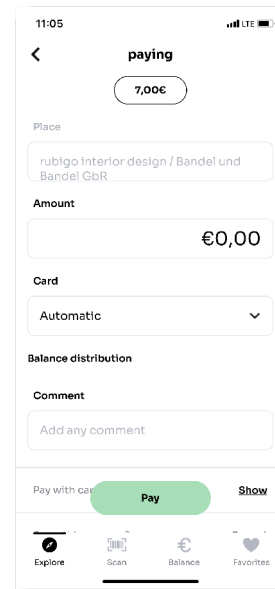 11:05
LTE
paying
7,00€
Place
rubigo interior design / Bandel und
Bandel GbR
Amount
€0,00
Card
Automatic
Balance distribution
Comment
Add any comment
Pay with car
Pay
Show
Explore
Scan
Balance
Favorites